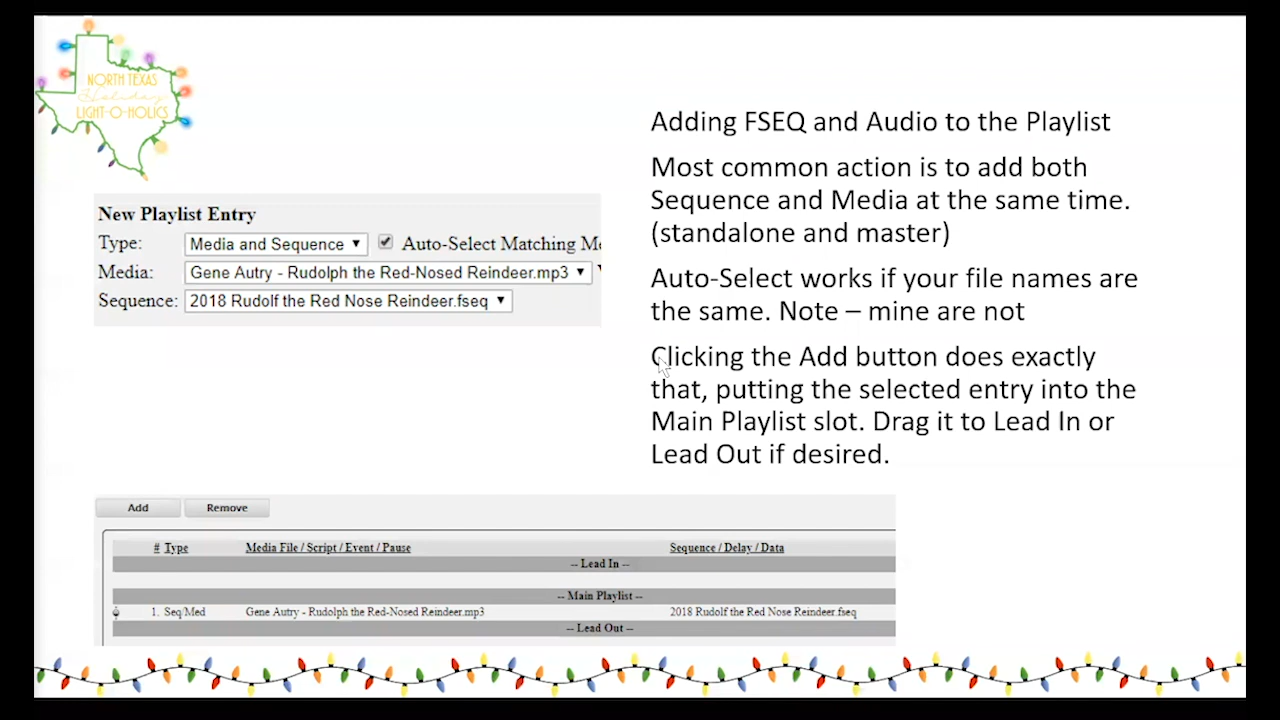 NORTH TEXAS
Holiday
LIGHT-O-HOLICS
Adding FSEQ and Audio to the Playlist
Most common action is to add both
Sequence and Media at the same time.
(standalone and master)
Auto-Select works if your file names are
the same. Note – mine are not
Clicking the Add button does exactly
that, putting the selected entry into the
Main Playlist slot. Drag it to Lead In or
Lead Out if desired.
New Playlist Entry
Type: Media and Sequence ▼ Auto-Select Matching
Media: Gene Autry - Rudolph the Red-Nosed Reindeer.mp3 ▼
Sequence: 2018 Rudolf the Red Nose Reindeer.fseq ▼
Add Remove
# Type Media File / Script / Event / Pause Sequence / Delay / Data
-- Lead In --
-- Main Playlist --
1. Seq/Med Gene Autry - Rudolph the Red-Nosed Reindeer.mp3 2018 Rudolf the Red Nose Reindeer.fseq
-- Lead Out --